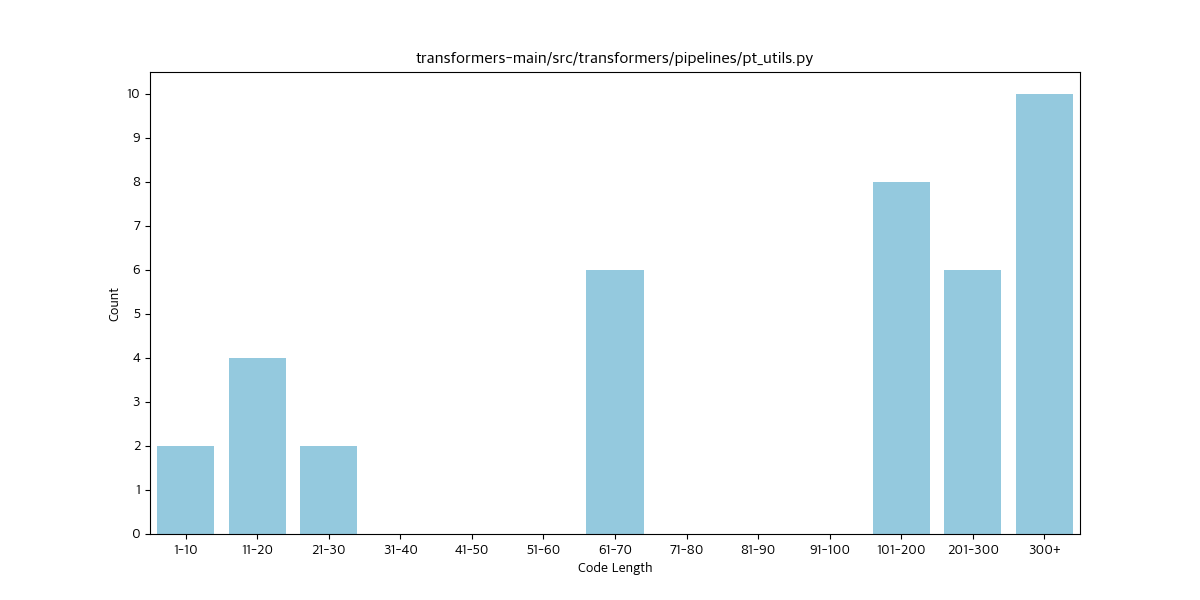 transformers-main/src/transformers/pipelines/pt_utils.py
10
9
8
7
6
5
4
3
2
1
0
Count
1-10 11-20 21-30 31-40 41-50 51-60 61-70 71-80 81-90 91-100 101-200 201-300 300+
Code Length